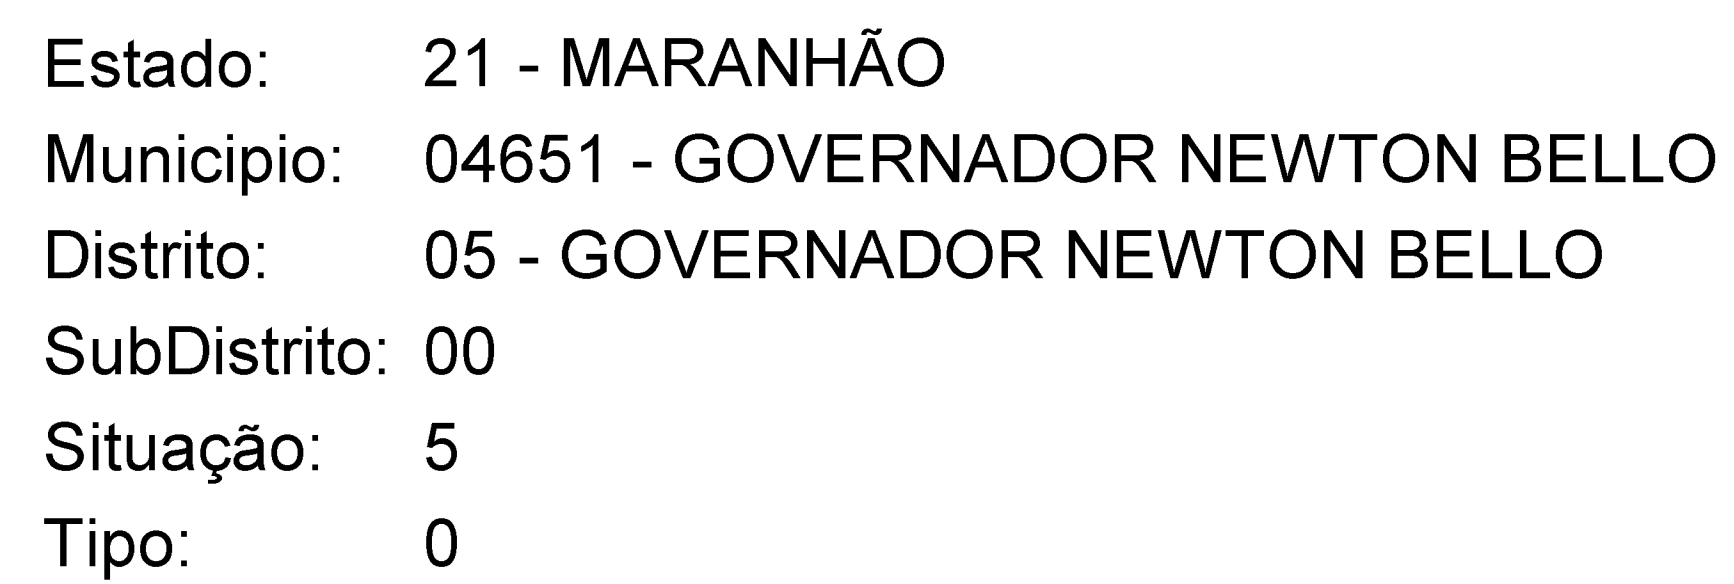 Estado: 21 - MARANHÃO
Municipio: 04651 - GOVERNADOR NEWTON BELLO
Distrito: 05 - GOVERNADOR NEWTON BELLO
SubDistrito: 00
Situação: 5
Tipo: 0